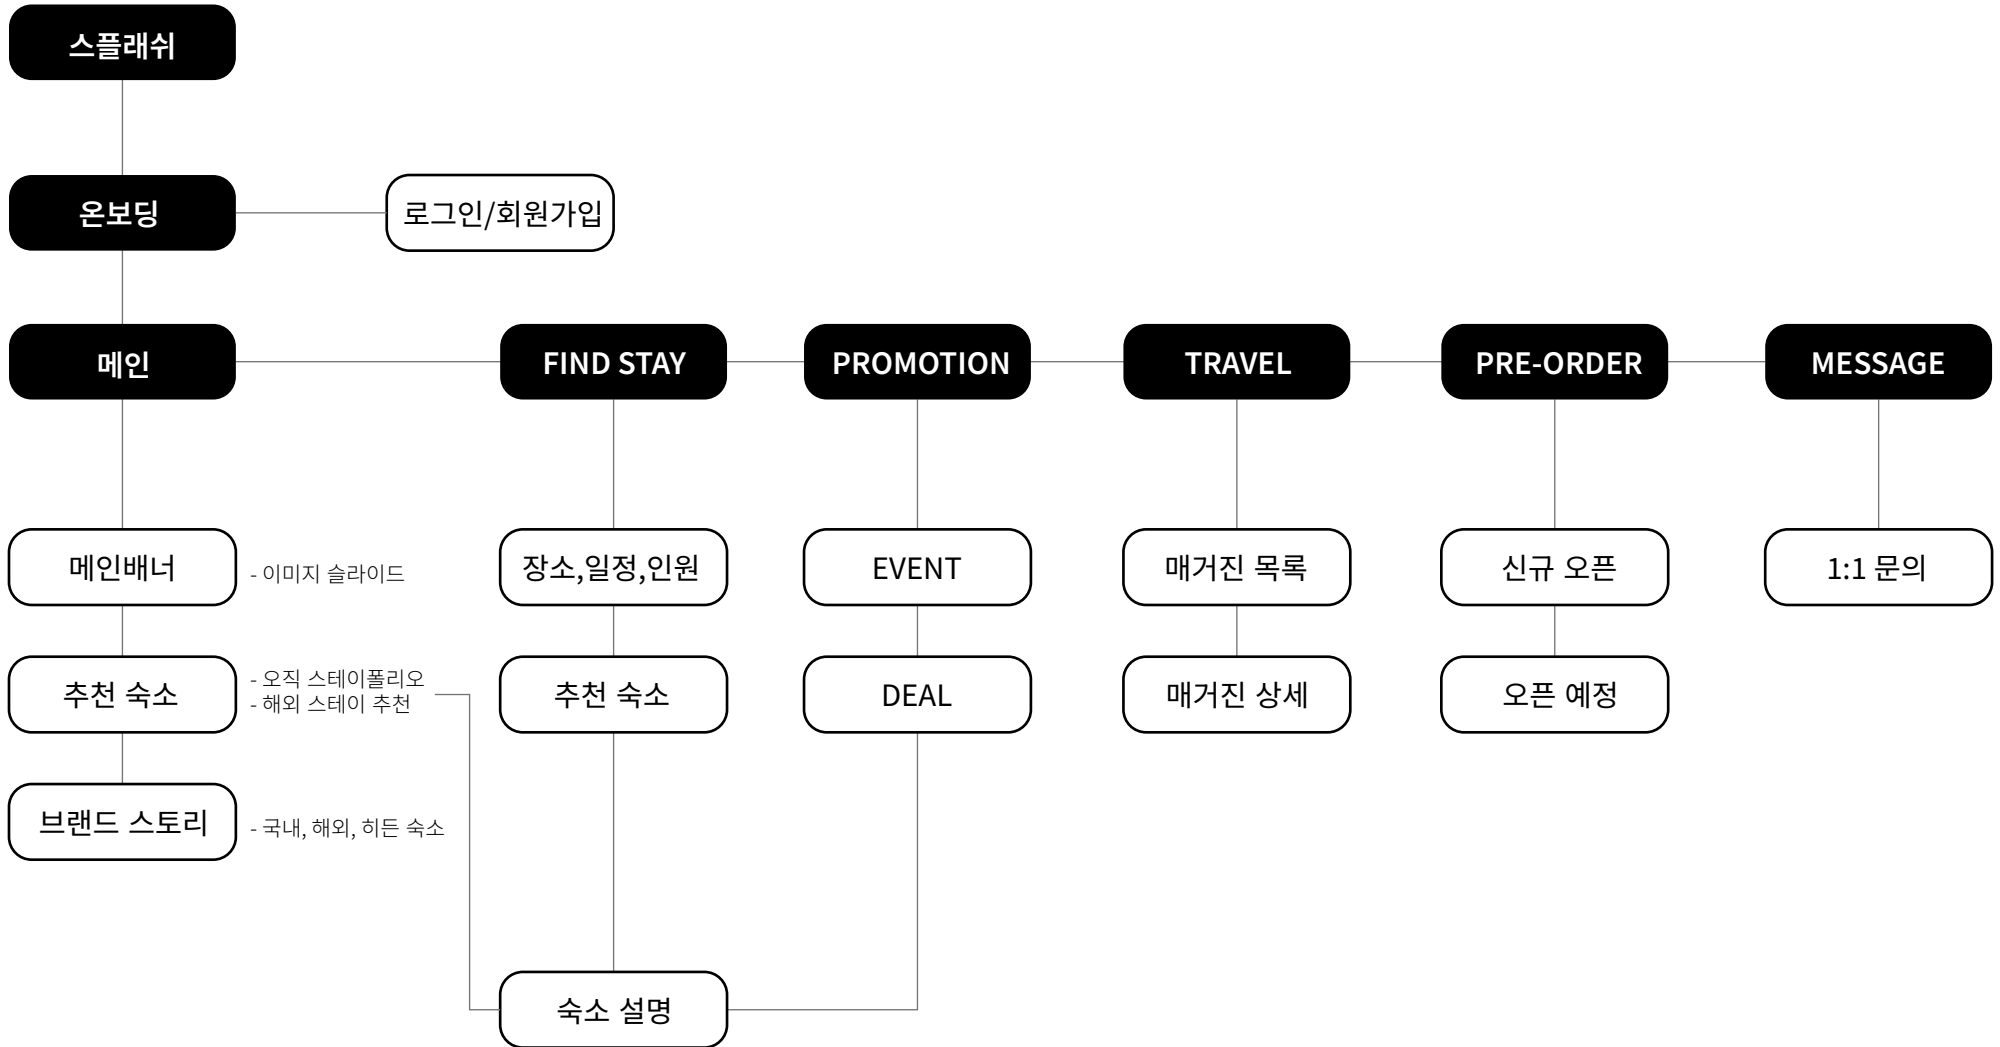 스플래쉬
온보딩
로그인/회원가입
메인
FIND STAY
PROMOTION
TRAVEL
PRE-ORDER
MESSAGE
메인배너
- 이미지 슬라이드
장소,일정,인원
EVENT
매거진 목록
신규 오픈
1:1 문의
추천 숙소
- 오직 스테이폴리오
- 해외 스테이 추천
추천 숙소
DEAL
매거진 상세
오픈 예정
브랜드 스토리
- 국내, 해외, 히든 숙소
숙소 설명